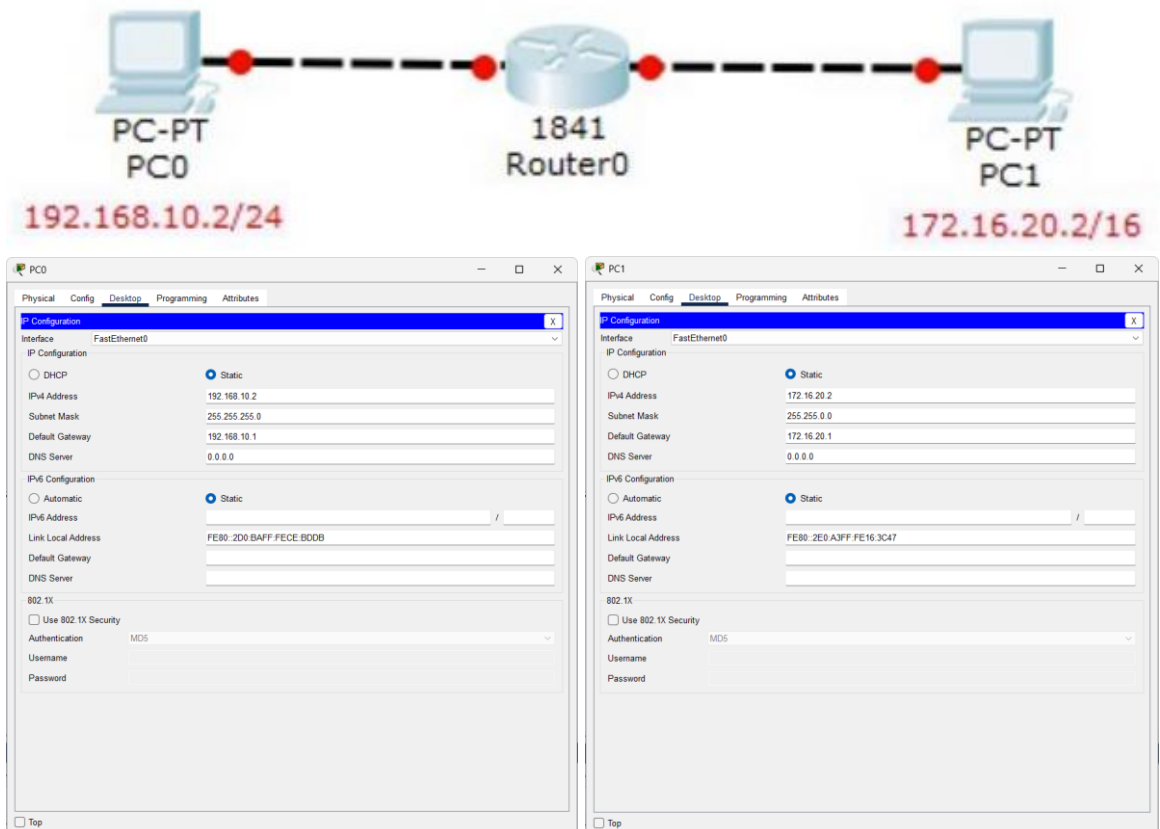 1841
Router0
PC-PT
PC0
PC-PT
PC1
192.168.10.2/24
172.16.20.2/16
PC0
Physical Config Desktop Programming Attributes
IP Configuration X
Interface FastEthernet0
IP Configuration
DHCP Static
IPv4 Address 192.168.10.2
Subnet Mask 255.255.255.0
Default Gateway 192.168.10.1
DNS Server 0.0.0.0
IPv6 Configuration
Automatic Static
IPv6 Address /
Link Local Address FE80::2D0:BAFF:FECE:BDDB
Default Gateway
DNS Server
802.1X
Use 802.1X Security
Authentication MD5
Username
Password
Top
PC1
Physical Config Desktop Programming Attributes
IP Configuration X
Interface FastEthernet0
IP Configuration
DHCP Static
IPv4 Address 172.16.20.2
Subnet Mask 255.255.0.0
Default Gateway 172.16.20.1
DNS Server 0.0.0.0
IPv6 Configuration
Automatic Static
IPv6 Address /
Link Local Address FE80::2E0:A3FF:FE16:3C47
Default Gateway
DNS Server
802.1X
Use 802.1X Security
Authentication MD5
Username
Password
Top